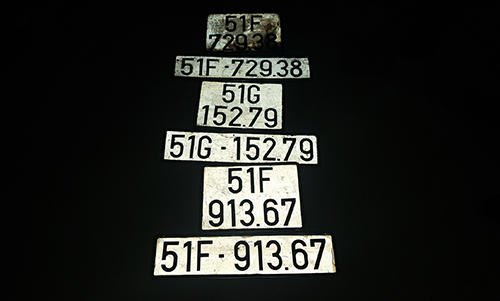 51F
729.38
51F - 729.38
51G
152.79
51G - 152.79
51F
913.67
51F - 913.67